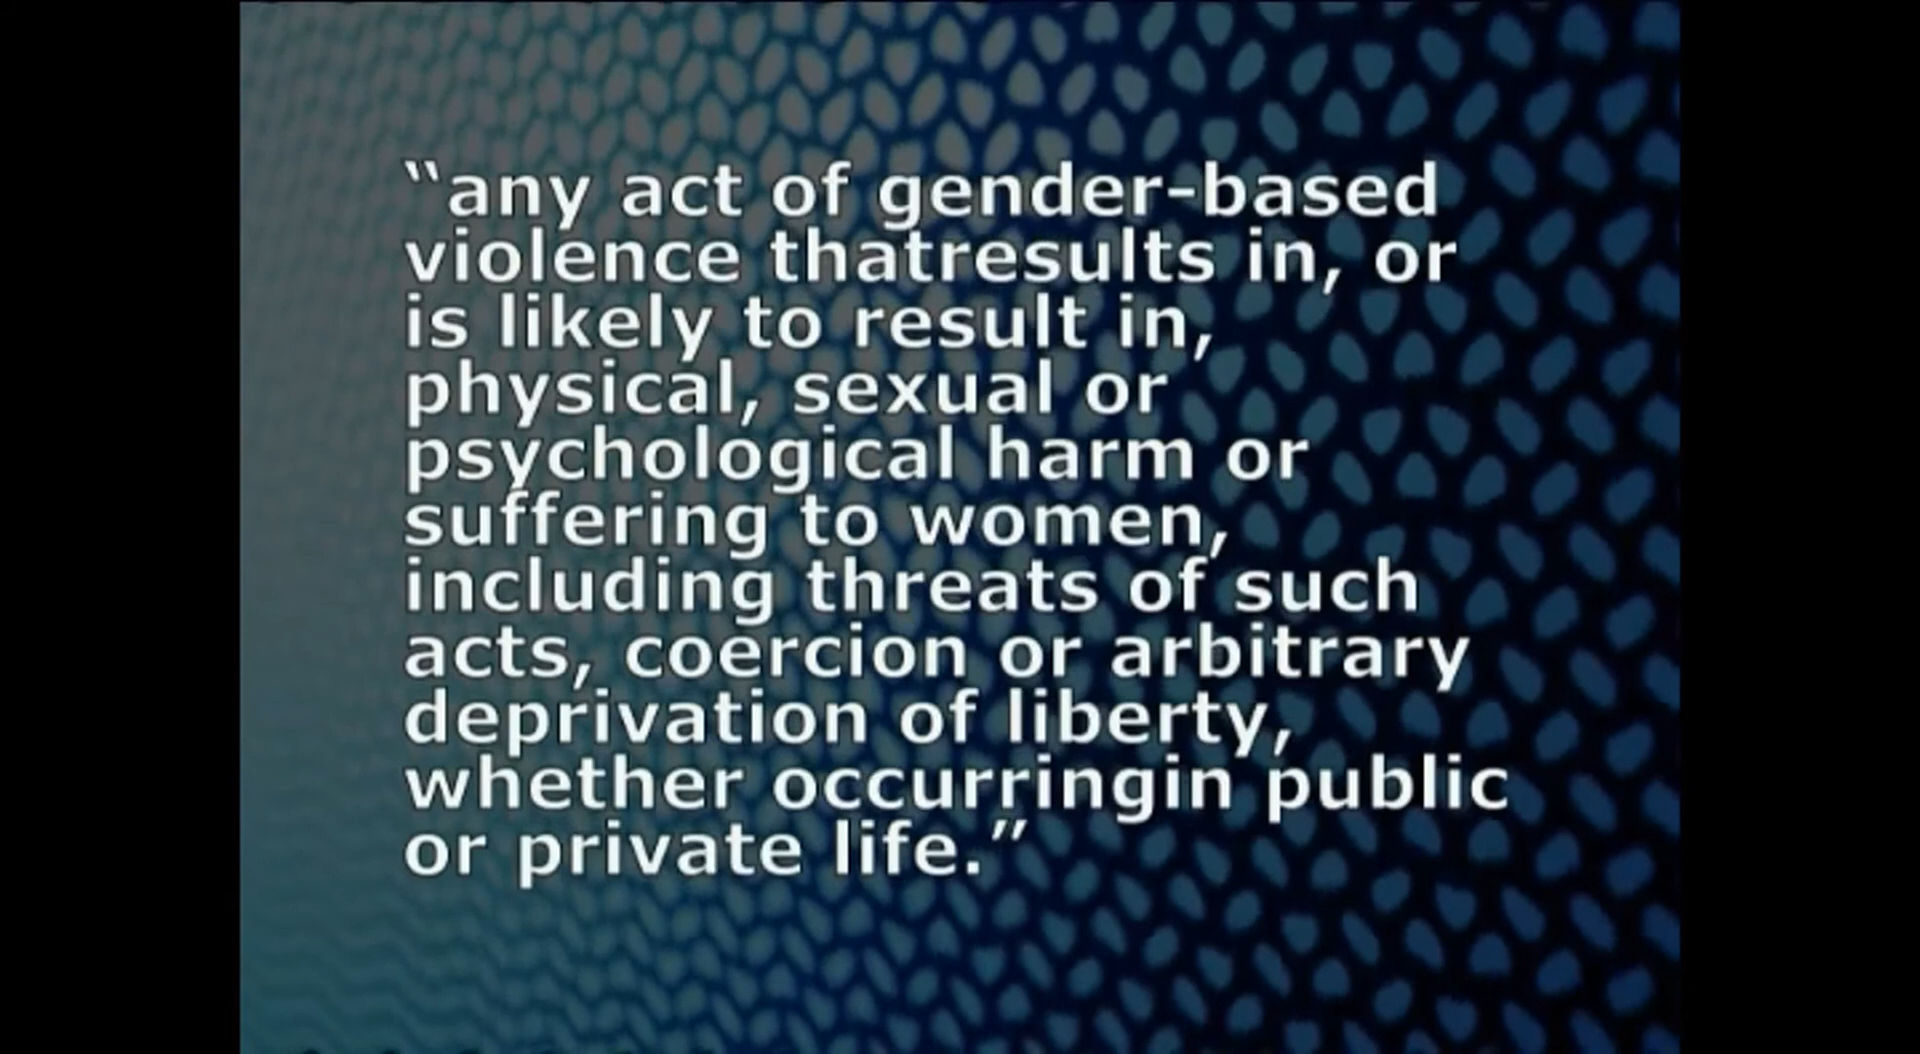 “any act of gender-based
violence thatresults in, or
is likely to result in,
physical, sexual or
psychological harm or
suffering to women,
including threats of such
acts, coercion or arbitrary
deprivation of liberty,
whether occurringin public
or private life.”